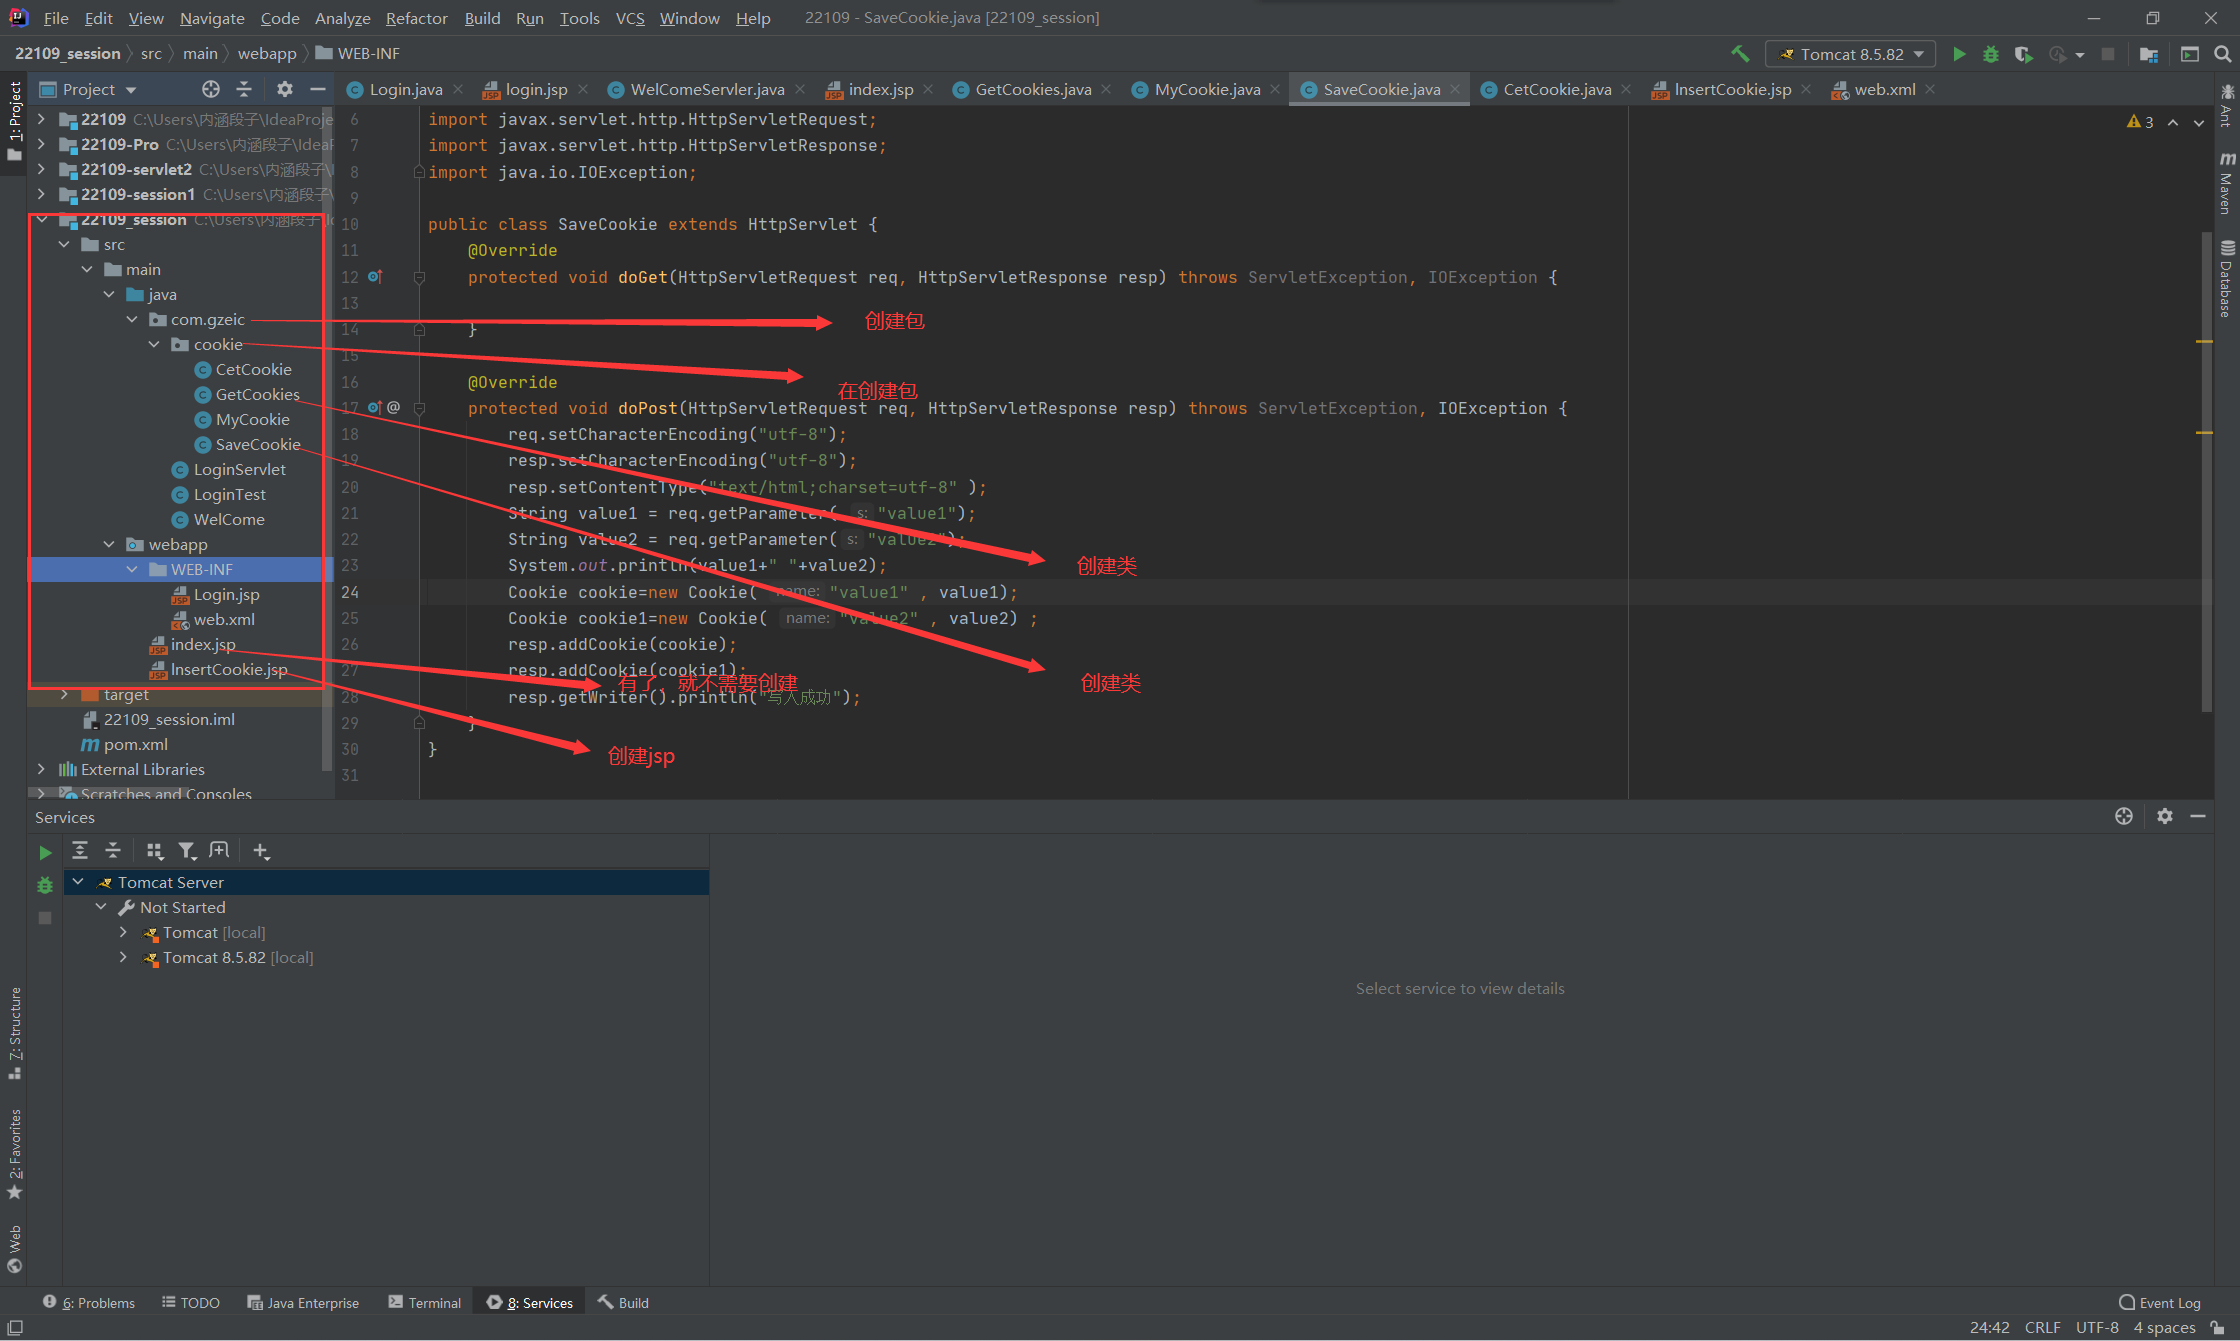 File Edit View Navigate Code Analyze Refactor Build Run Tools VCS Window Help 22109 - SaveCookie.java [22109_session]
22109_session src main webapp WEB-INF Tomcat 8.5.82
Project Login.java login.jsp WelComeServler.java index.jsp GetCookies.java MyCookie.java SaveCookie.java CetCookie.java InsertCookie.jsp web.xml
1: Project
22109 C:\Users\内涵段子\IdeaProje
22109-Pro C:\Users\内涵段子\IdeaF
22109-servlet2 C:\Users\内涵段子\
22109-session1 C:\Users\内涵段子\
22109_session C:\Users\内涵段子\Id
src
main
java
com.gzeic
cookie
CetCookie
GetCookies
MyCookie
SaveCookie
LoginServlet
LoginTest
WelCome
webapp
WEB-INF
Login.jsp
web.xml
index.jsp
InsertCookie.jsp
target
22109_session.iml
pom.xml
External Libraries
Scratches and Consoles
6 import javax.servlet.http.HttpServletRequest;
7 import javax.servlet.http.HttpServletResponse;
8 import java.io.IOException;
9
10 public class SaveCookie extends HttpServlet {
11 @Override
12 protected void doGet(HttpServletRequest req, HttpServletResponse resp) throws ServletException, IOException {
13
创建包
14 }
15
16 @Override
在创建包
17 @ protected void doPost(HttpServletRequest req, HttpServletResponse resp) throws ServletException, IOException {
18 req.setCharacterEncoding("utf-8");
19 resp.setCharacterEncoding("utf-8");
20 resp.setContentType("text/html;charset=utf-8" );
21 String value1 = req.getParameter( s: "value1");
22 String value2 = req.getParameter( s: "value2");
23 System.out.println(value1+" "+value2);
创建类
24 Cookie cookie=new Cookie( name: "value1" , value1);
25 Cookie cookie1=new Cookie( name: "value2" , value2) ;
26 resp.addCookie(cookie);
27 resp.addCookie(cookie1);
有了，就不需要创建
创建类
28 resp.getWriter().println("写入成功");
29 }
30 }
创建jsp
31
3
Ant
Maven
Database
Services
Tomcat Server
Not Started
Tomcat [local]
Tomcat 8.5.82 [local]
Select service to view details
7: Structure
2: Favorites
Web
6: Problems TODO Java Enterprise Terminal 8: Services Build Event Log
24:42 CRLF UTF-8 4 spaces